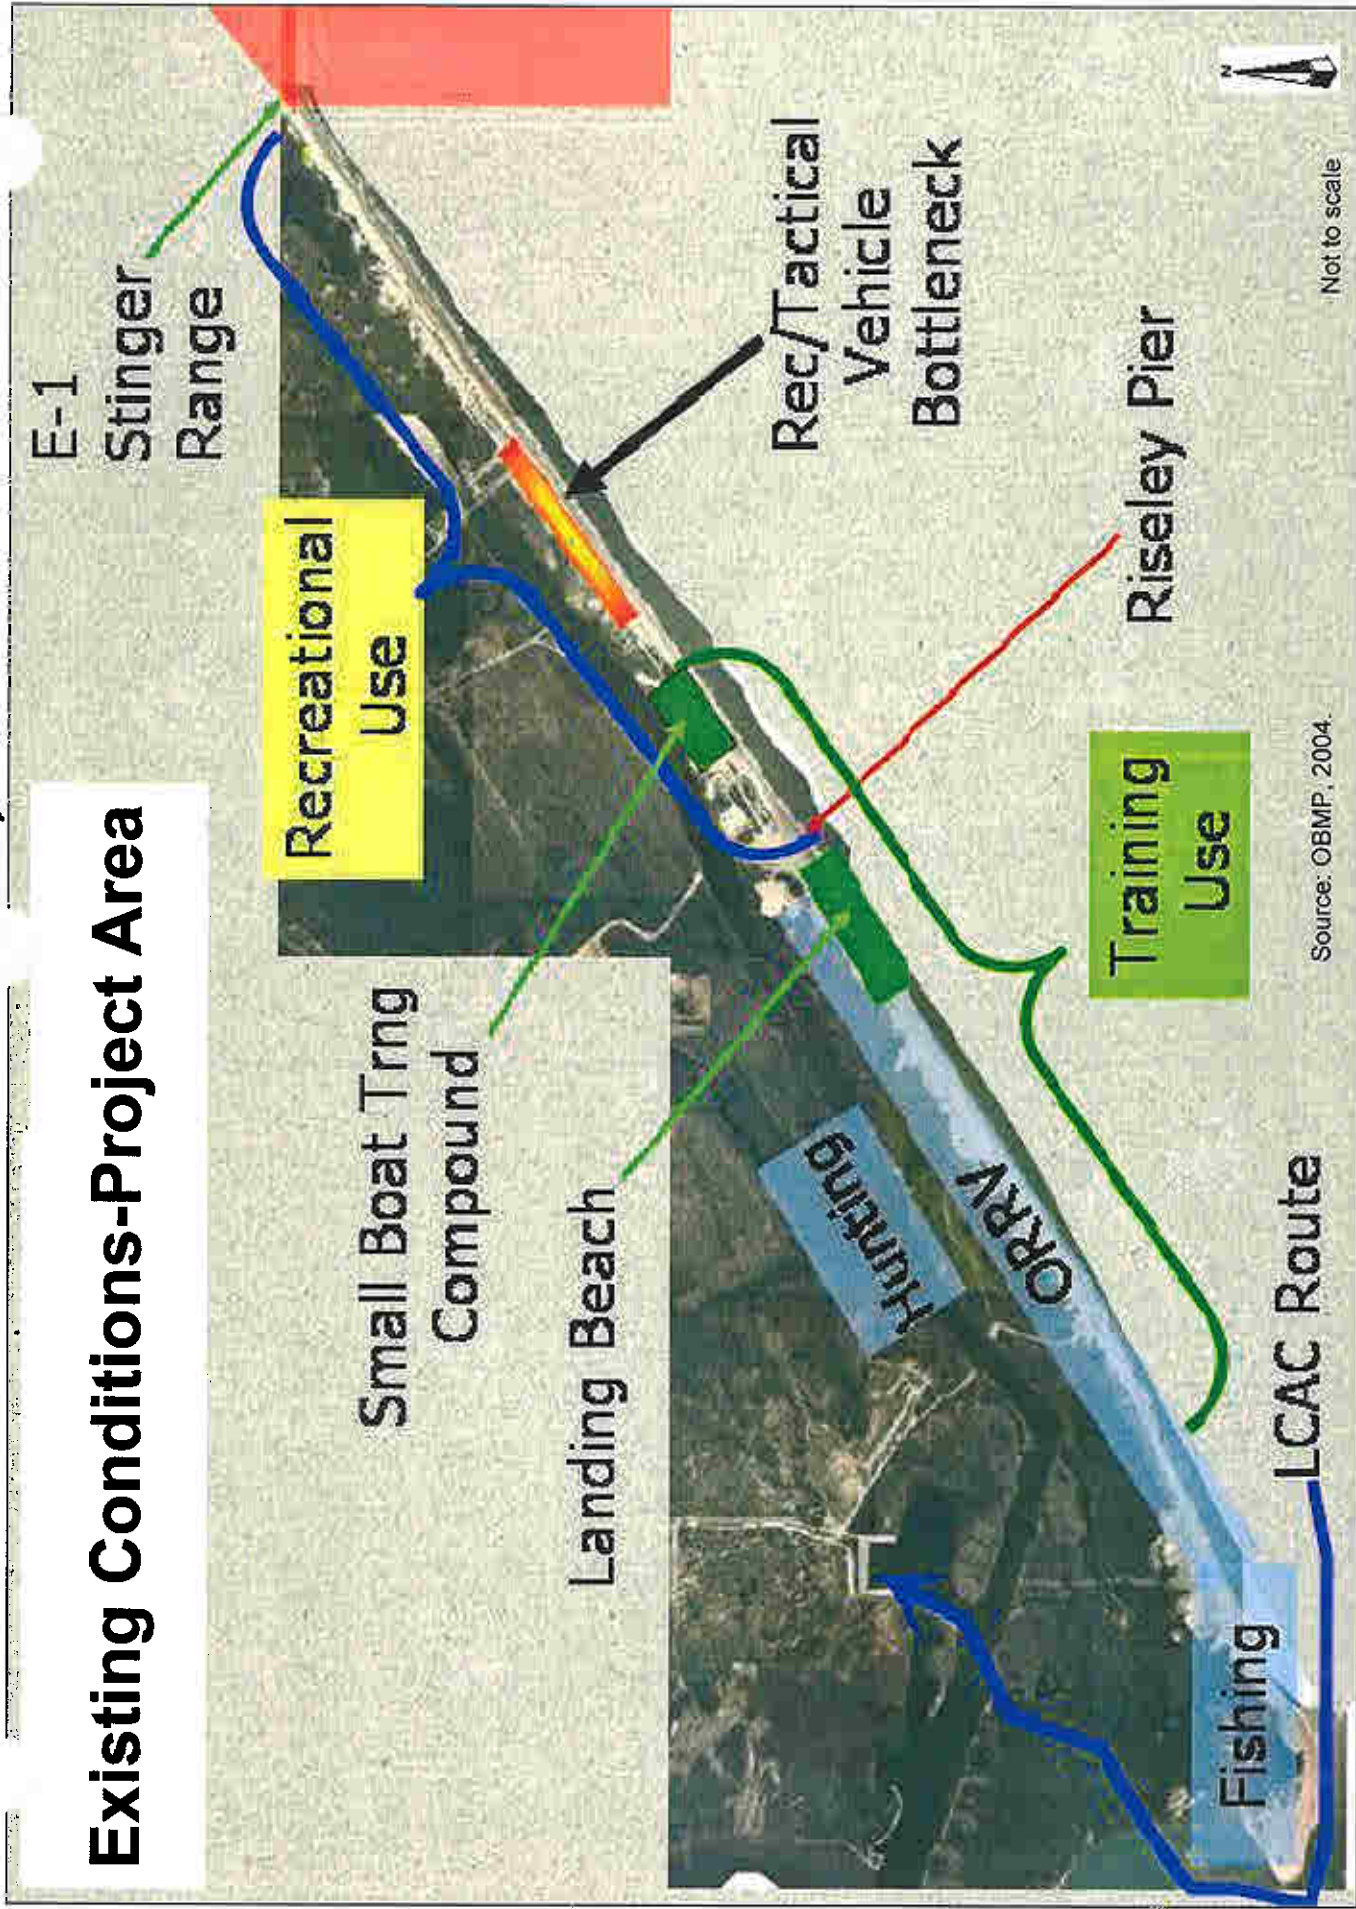 Existing Conditions-Project Area
E-1
Stinger
Range
Recreational
Use
Small Boat Trng
Compound
Landing Beach
Rec/Tactical
Vehicle
Bottleneck
Hunting
ORRV
Riseley Pier
Training
Use
Fishing
LCAC Route
Source: OBMP, 2004.
Not to scale
N